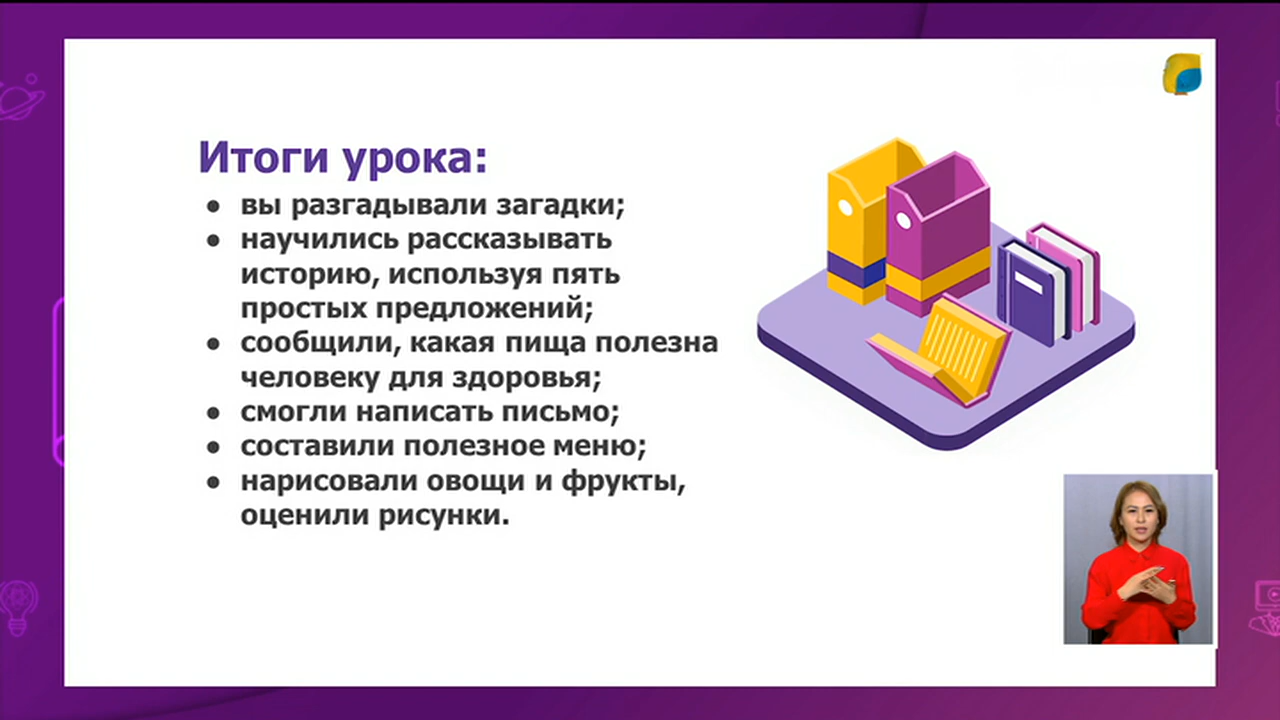 Итоги урока:
● вы разгадывали загадки;
● научились рассказывать
историю, используя пять
простых предложений;
● сообщили, какая пища полезна
человеку для здоровья;
● смогли написать письмо;
● составили полезное меню;
● нарисовали овощи и фрукты,
оценили рисунки.